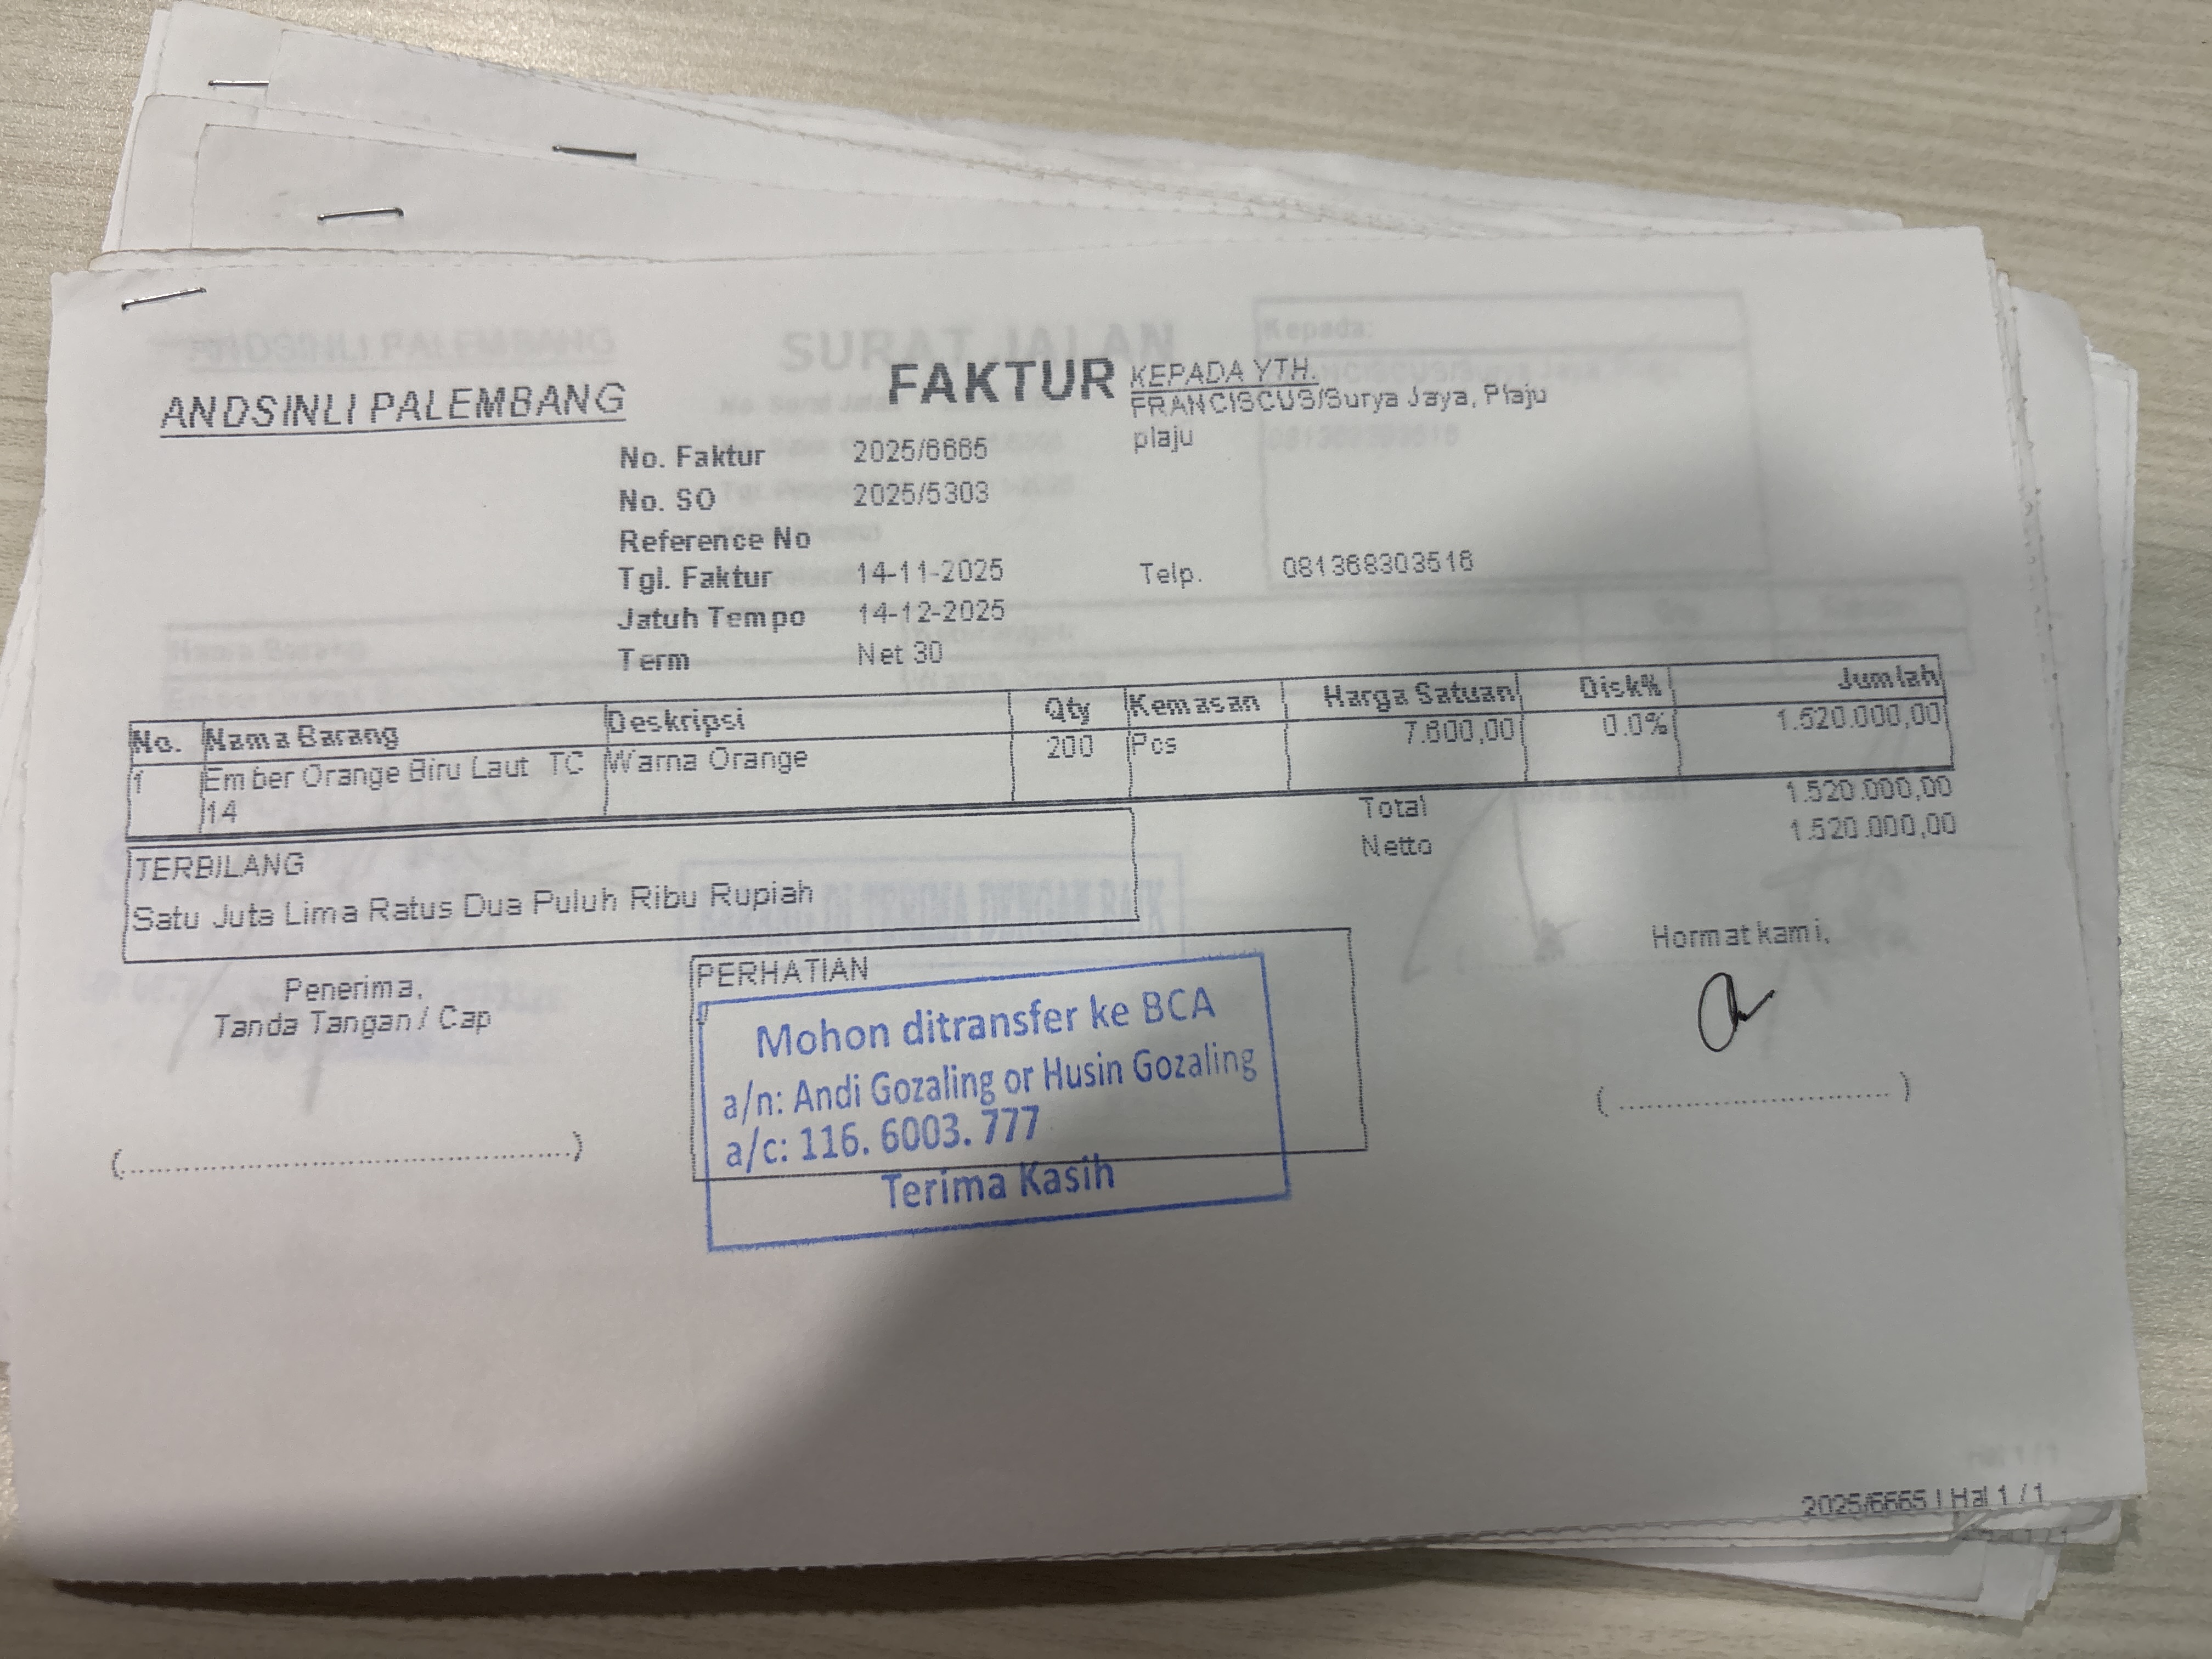 ANDSINLI PALEMBANG
SURAT JALAN
Kepada:
FAKTUR
KEPADA YTH.
FRANCISCUS/Surya Jaya, Plaju
plaju
No. Faktur 2025/6665
No. SO 2025/5303
Reference No
Tgl. Faktur 14-11-2025
Telp. 081368303516
Jatuh Tempo 14-12-2025
Term Net 30
No. Nama Barang Deskripsi Qty Kemasan Harga Satuan Disk% Jumlah
1 Ember Orange Biru Laut TC 14 Warna Orange 200 Pcs 7.600,00 0.0% 1.520.000,00
Total 1.520.000,00
Netto 1.520.000,00
TERBILANG
Satu Juta Lima Ratus Dua Puluh Ribu Rupiah
Penerima,
Tanda Tangan / Cap
(..................................................)
PERHATIAN
Mohon ditransfer ke BCA
a/n: Andi Gozaling or Husin Gozaling
a/c: 116. 6003. 777
Terima Kasih
Hormat kami,
(..............................)
2025/6665 | Hal 1 / 1